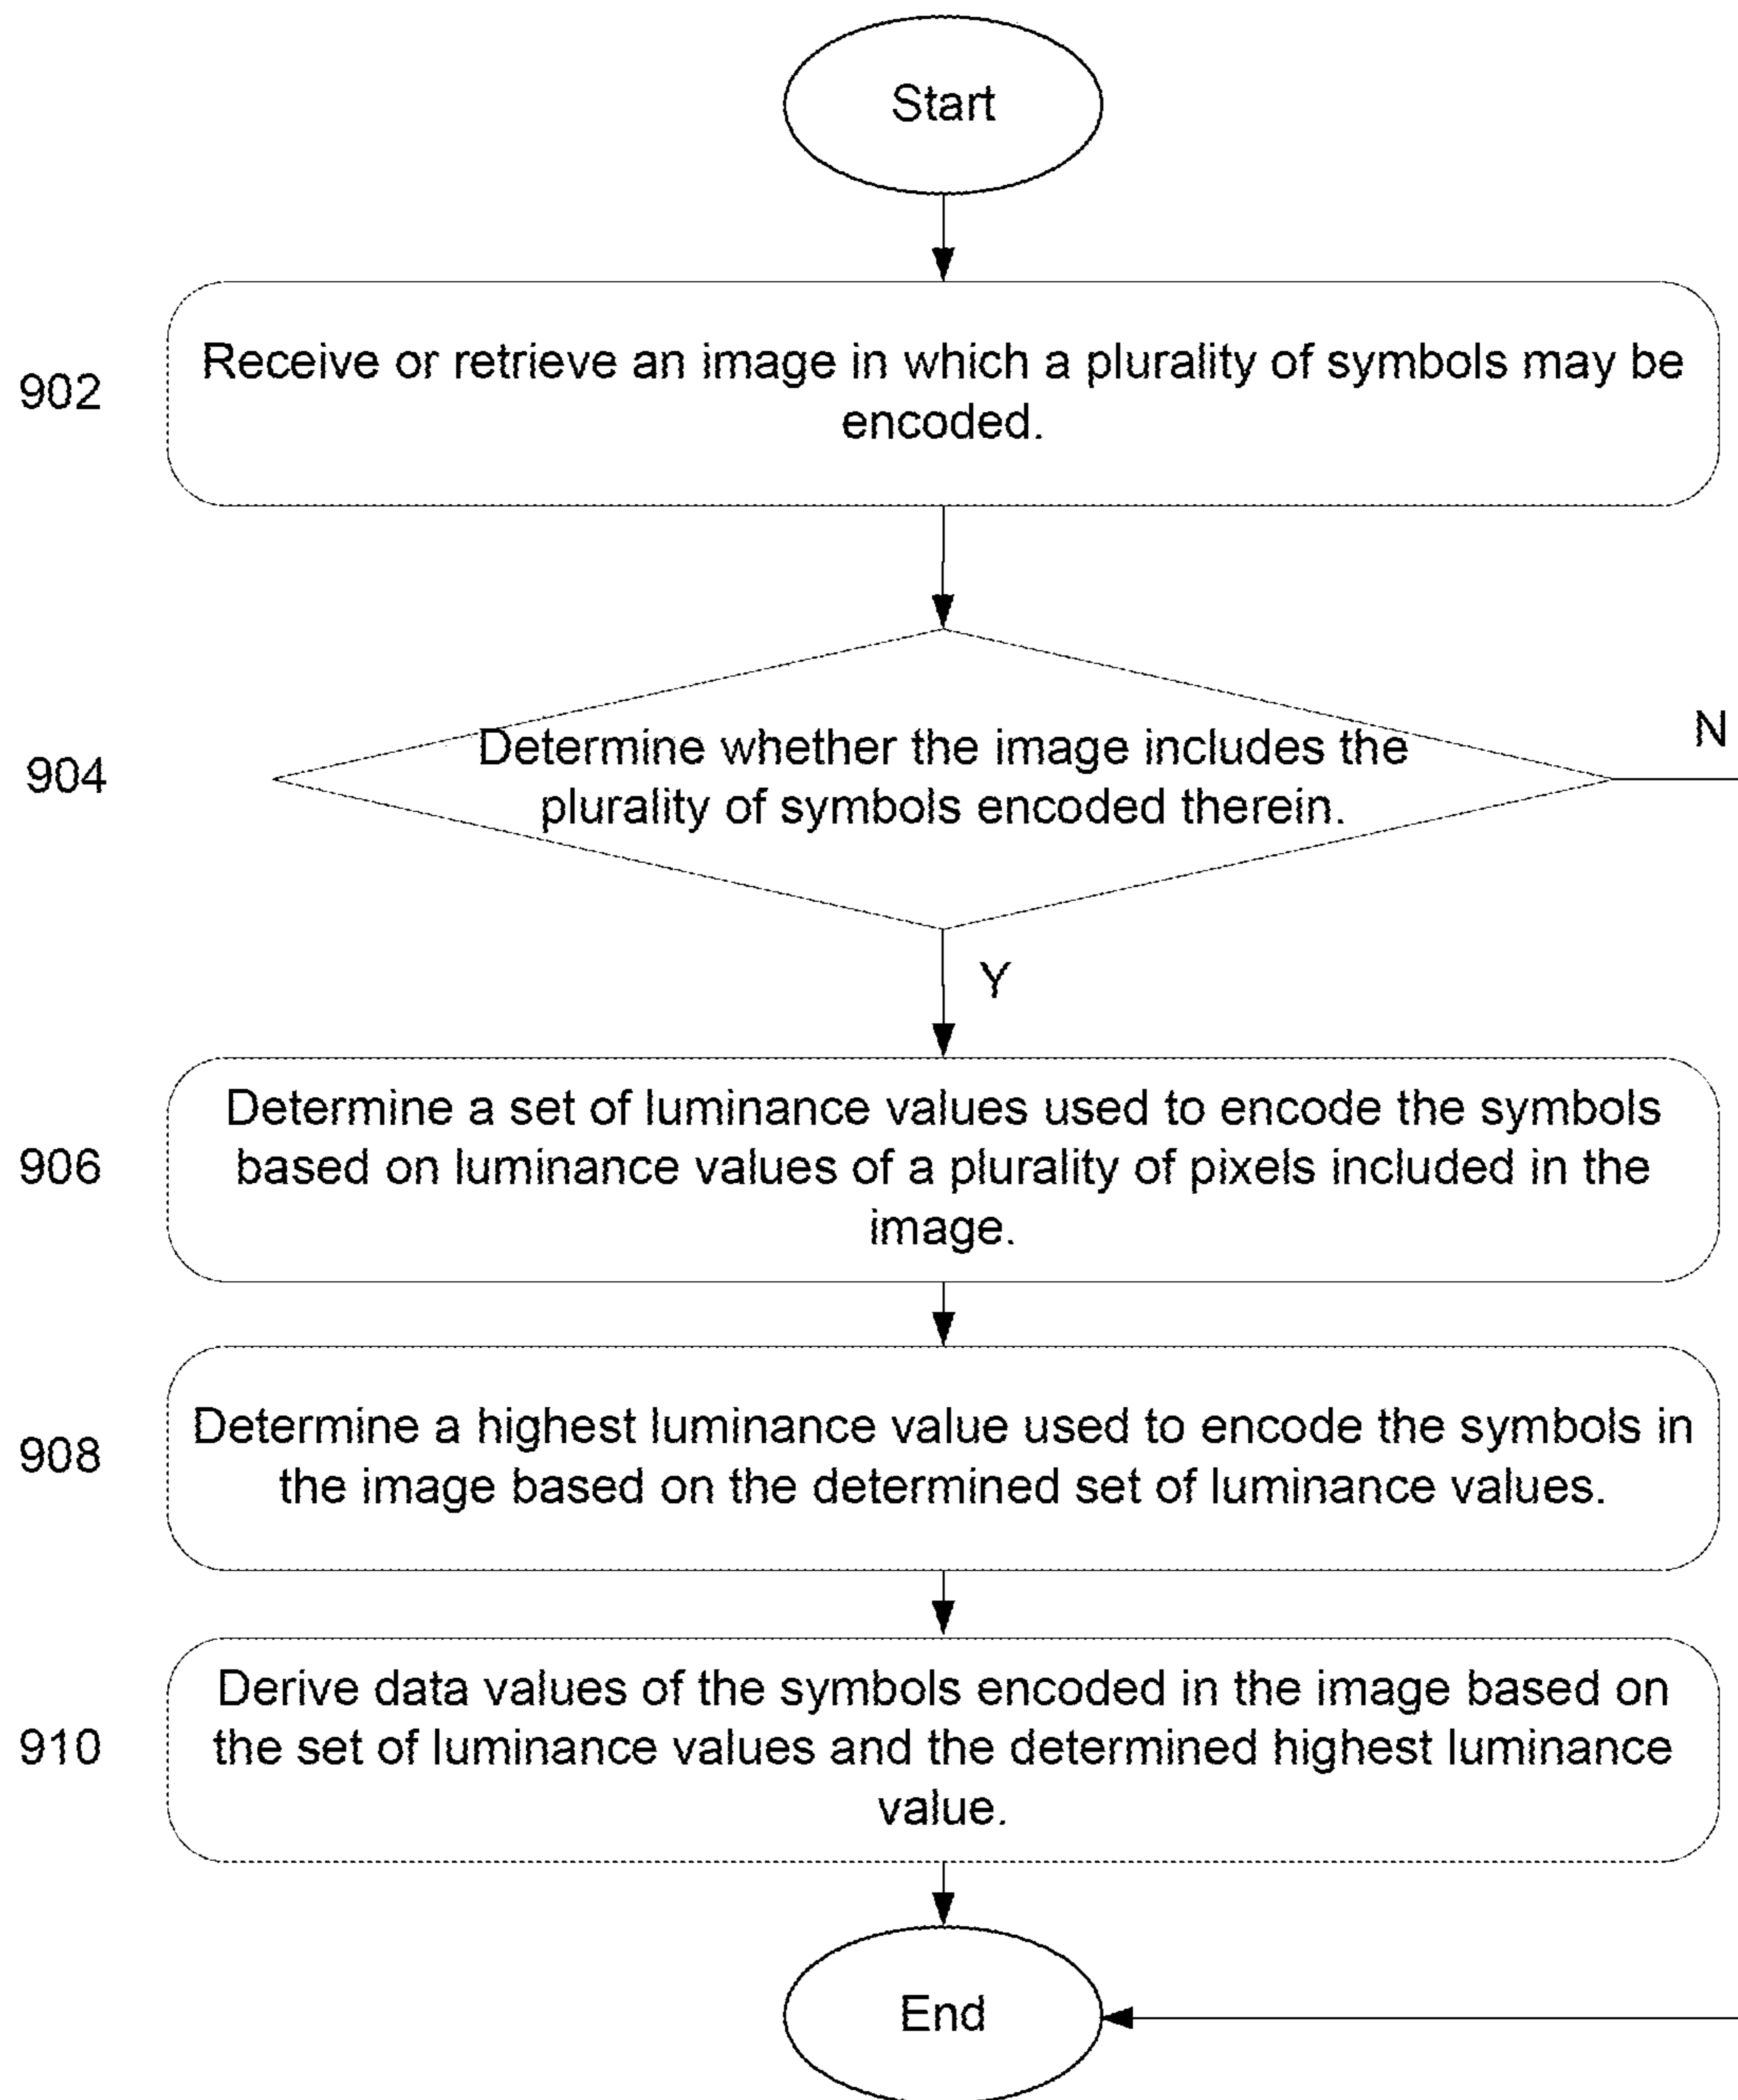 Start
902
Receive or retrieve an image in which a plurality of symbols may be
encoded.
904
Determine whether the image includes the
plurality of symbols encoded therein.
N
Y
906
Determine a set of luminance values used to encode the symbols
based on luminance values of a plurality of pixels included in the
image.
908
Determine a highest luminance value used to encode the symbols in
the image based on the determined set of luminance values.
910
Derive data values of the symbols encoded in the image based on
the set of luminance values and the determined highest luminance
value.
End